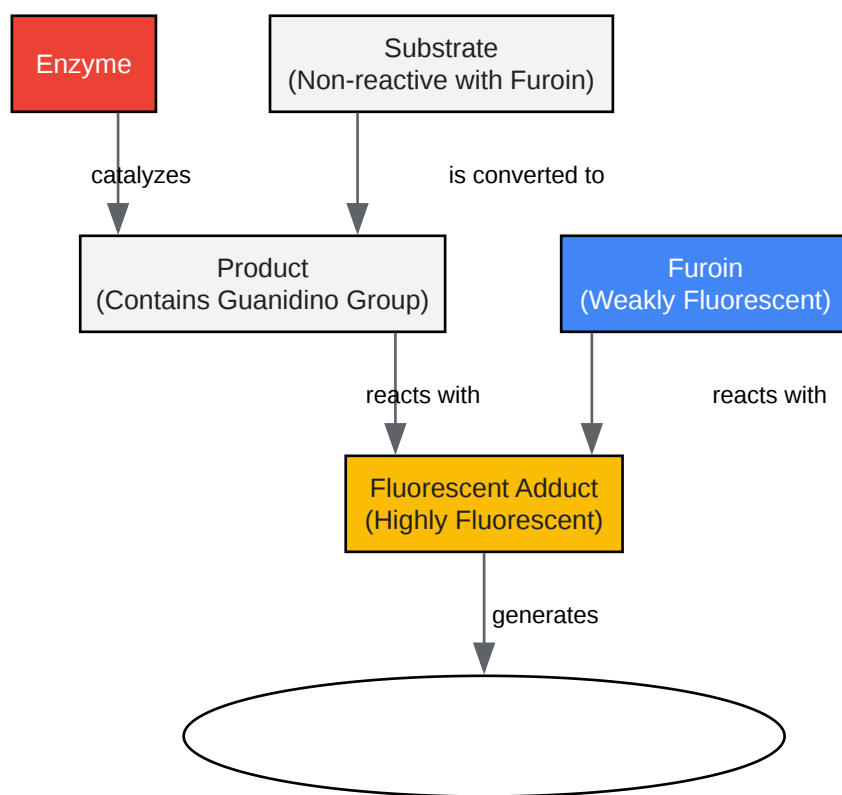 Enzyme
Substrate
(Non-reactive with Furoin)
catalyzes
is converted to
Product
(Contains Guanidino Group)
Furoin
(Weakly Fluorescent)
reacts with
reacts with
Fluorescent Adduct
(Highly Fluorescent)
generates